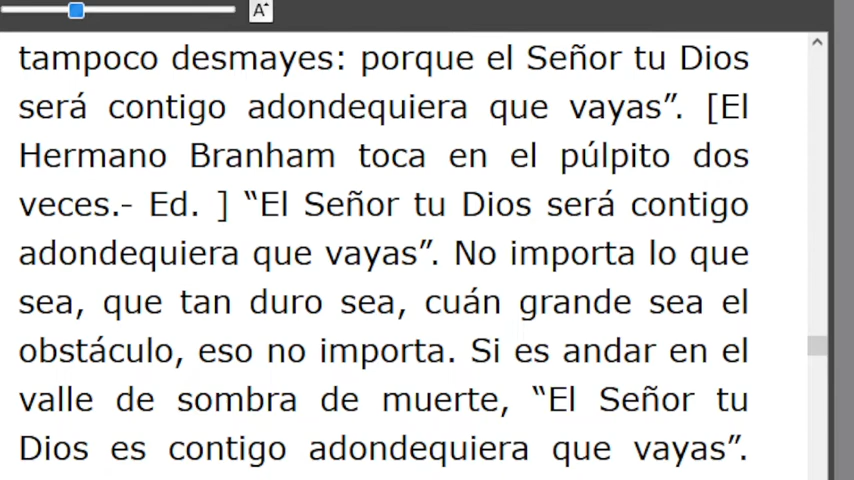 A
tampoco desmayes: porque el Señor tu Dios
será contigo adondequiera que vayas”. [El
Hermano Branham toca en el púlpito dos
veces.- Ed. ] “El Señor tu Dios será contigo
adondequiera que vayas”. No importa lo que
sea, que tan duro sea, cuán grande sea el
obstáculo, eso no importa. Si es andar en el
valle de sombra de muerte, “El Señor tu
Dios es contigo adondequiera que vayas”.